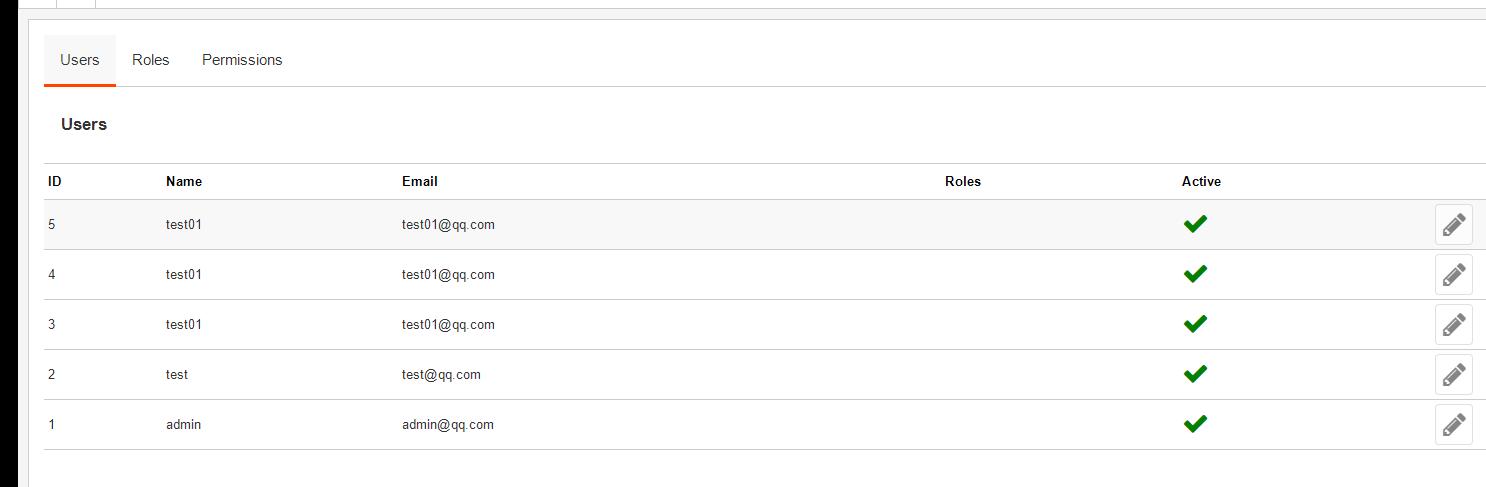 Users Roles Permissions
Users
ID Name Email Roles Active
5 test01 test01@qq.com
4 test01 test01@qq.com
3 test01 test01@qq.com
2 test test@qq.com
1 admin admin@qq.com